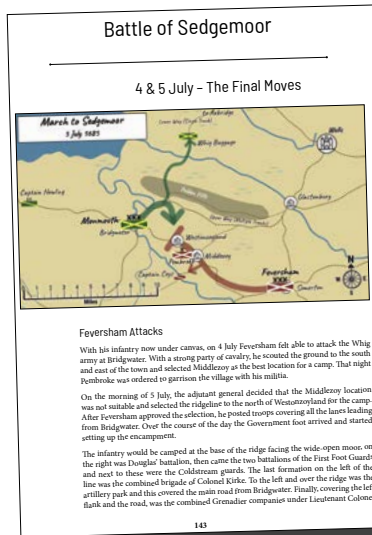 Battle of Sedgemoor
4 & 5 July – The Final Moves
March to Sedgemoor
5 July 1685
to Axbridge
Whig Baggage
Wells
Polden Hills
Glastonbury
Captain Hawling
Monmouth
XXX
Bridgwater
Westonzoyland
Middlezoy
Pembroke
Feversham
XXX
Somerton
N
Miles
Feversham Attacks
With his infantry now under canvas, on 4 July Feversham felt able to attack the Whig
army at Bridgwater. With a strong party of cavalry, he scouted the ground to the south
and east of the town and selected Middlezoy as the best location for a camp. That night
Pembroke was ordered to garrison the village with his militia.
On the morning of 5 July, the adjutant general decided that the Middlezoy location
was not suitable and selected the ridgeline to the north of Westonzoyland for the camp.
After Feversham approved the selection, he posted troops covering all the lanes leading
from Bridgwater. Over the course of the day the Government foot arrived and started
setting up the encampment.
The infantry would be camped at the base of the ridge facing the wide-open moor, on
the right was Douglas' battalion, then came the two battalions of the First Foot Guards
and next to these were the Coldstream guards. The last formation on the left of the
line was the combined brigade of Colonel Kirke. To the left and over the ridge was the
artillery park and this covered the main road from Bridgwater. Finally, covering the left
flank and the road, was the combined Grenadier companies under Lieutenant Colonel
143